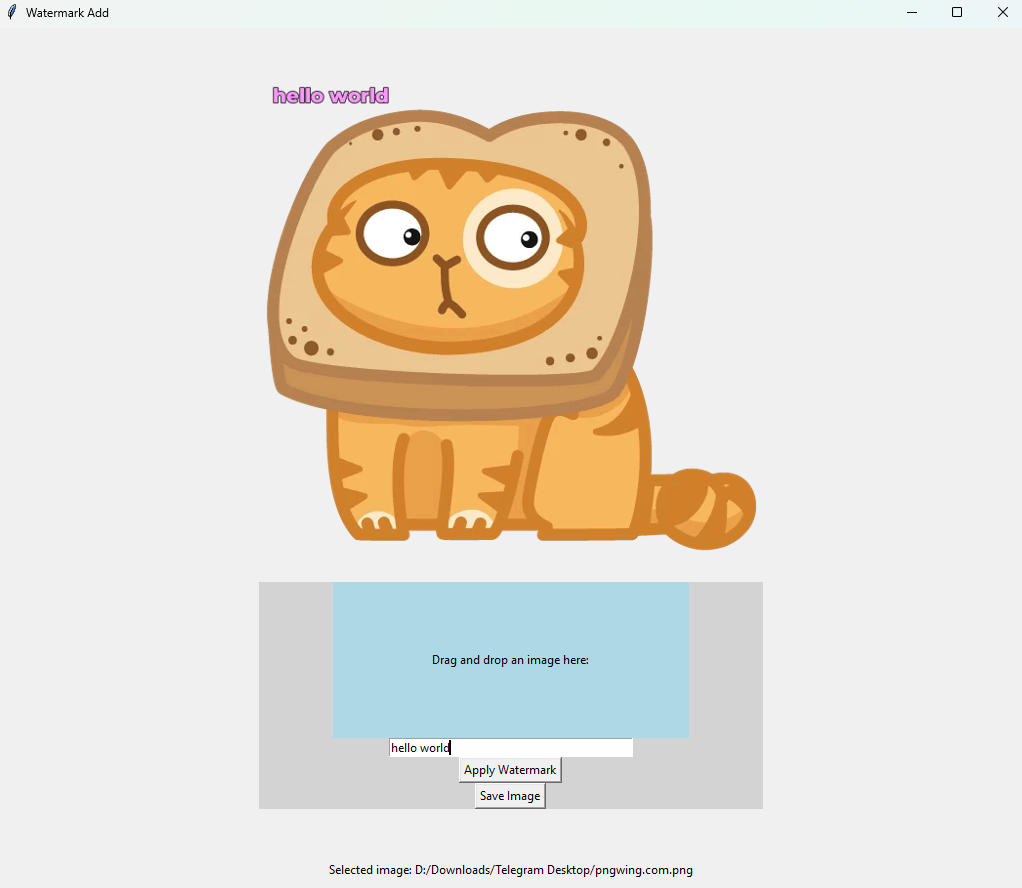 Watermark Add
hello world
Drag and drop an image here:
hello world
Apply Watermark
Save Image
Selected image: D:/Downloads/Telegram Desktop/pngwing.com.png